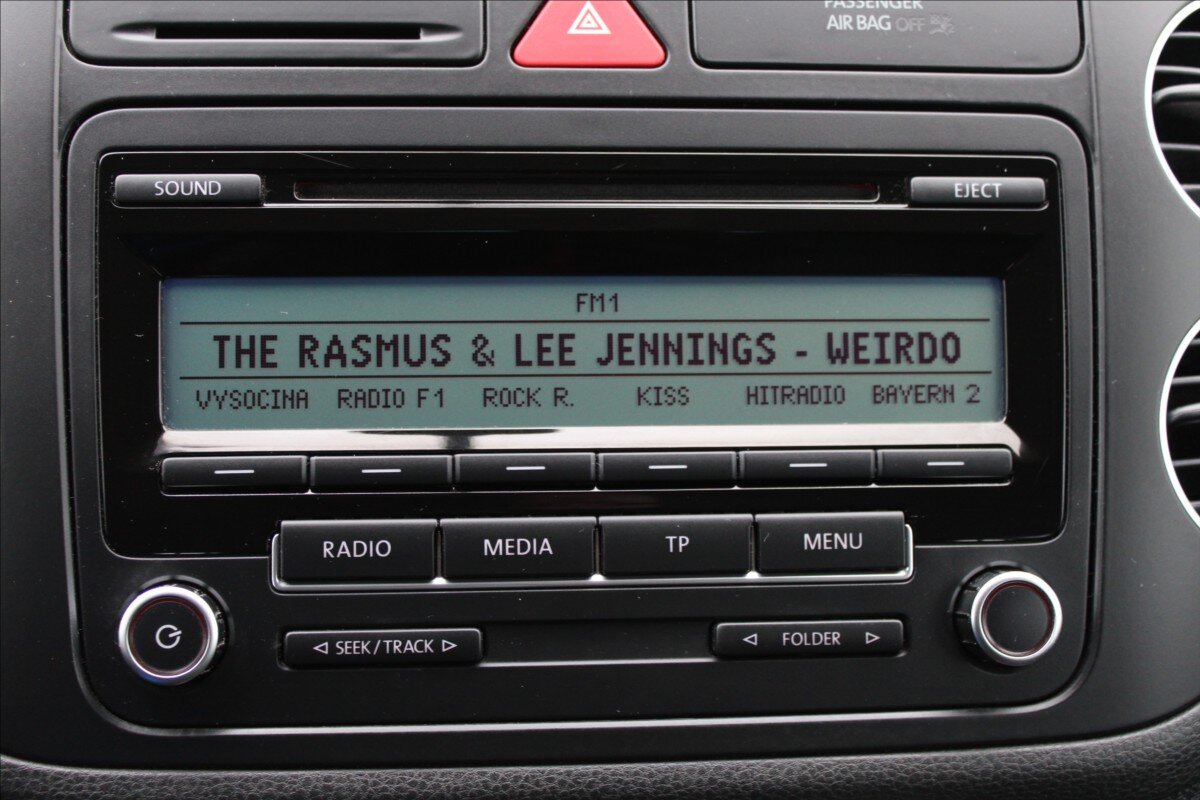 PASSENGER
AIR BAG OFF
SOUND
EJECT
FM1
THE RASMUS & LEE JENNINGS - WEIRDO
VYSOCINA RADIO F1 ROCK R. KISS HITRADIO BAYERN 2
RADIO MEDIA TP MENU
SEEK/TRACK
FOLDER